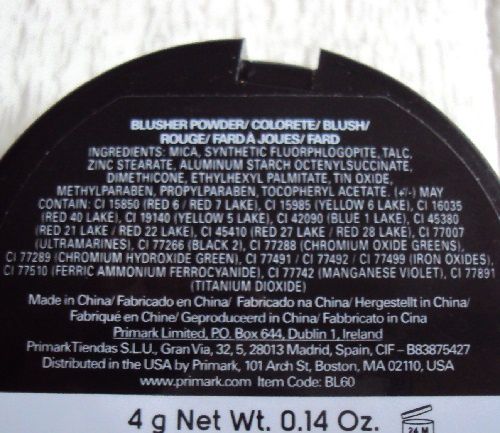 BLUSHER POWDER/ COLORETE/ BLUSH/
ROUGE/ FARD À JOUES/ FARD
INGREDIENTS: MICA, SYNTHETIC FLUORPHLOGOPITE, TALC,
ZINC STEARATE, ALUMINUM STARCH OCTENYLSUCCINATE,
DIMETHICONE, ETHYLHEXYL PALMITATE, TIN OXIDE,
METHYLPARABEN, PROPYLPARABEN, TOCOPHERYL ACETATE, (+/-) MAY
CONTAIN: CI 15850 (RED 6 / RED 7 LAKE), CI 15985 (YELLOW 6 LAKE), CI 16035
(RED 40 LAKE), CI 19140 (YELLOW 5 LAKE), CI 42090 (BLUE 1 LAKE), CI 45380
(RED 21 LAKE / RED 22 LAKE), CI 45410 (RED 27 LAKE / RED 28 LAKE), CI 77007
(ULTRAMARINES), CI 77266 (BLACK 2), CI 77288 (CHROMIUM OXIDE GREENS),
CI 77289 (CHROMIUM HYDROXIDE GREEN), CI 77491 / CI 77492 / CI 77499 (IRON OXIDES),
CI 77510 (FERRIC AMMONIUM FERROCYANIDE), CI 77742 (MANGANESE VIOLET), CI 77891
(TITANIUM DIOXIDE)
Made in China/ Fabricado en China/ Fabricado na China/ Hergestellt in China/
Fabriqué en Chine/ Geproduceerd in China/ Fabbricato in Cina
Primark Limited, P.O. Box 644, Dublin 1, Ireland
Primark Tiendas S.L.U., Gran Via, 32, 5, 28013 Madrid, Spain, CIF – B83875427
Distributed in the USA by Primark, 101 Arch St, Boston, MA 02110, USA
www.primark.com Item Code: BL60
4 g Net Wt. 0.14 Oz.
24 M